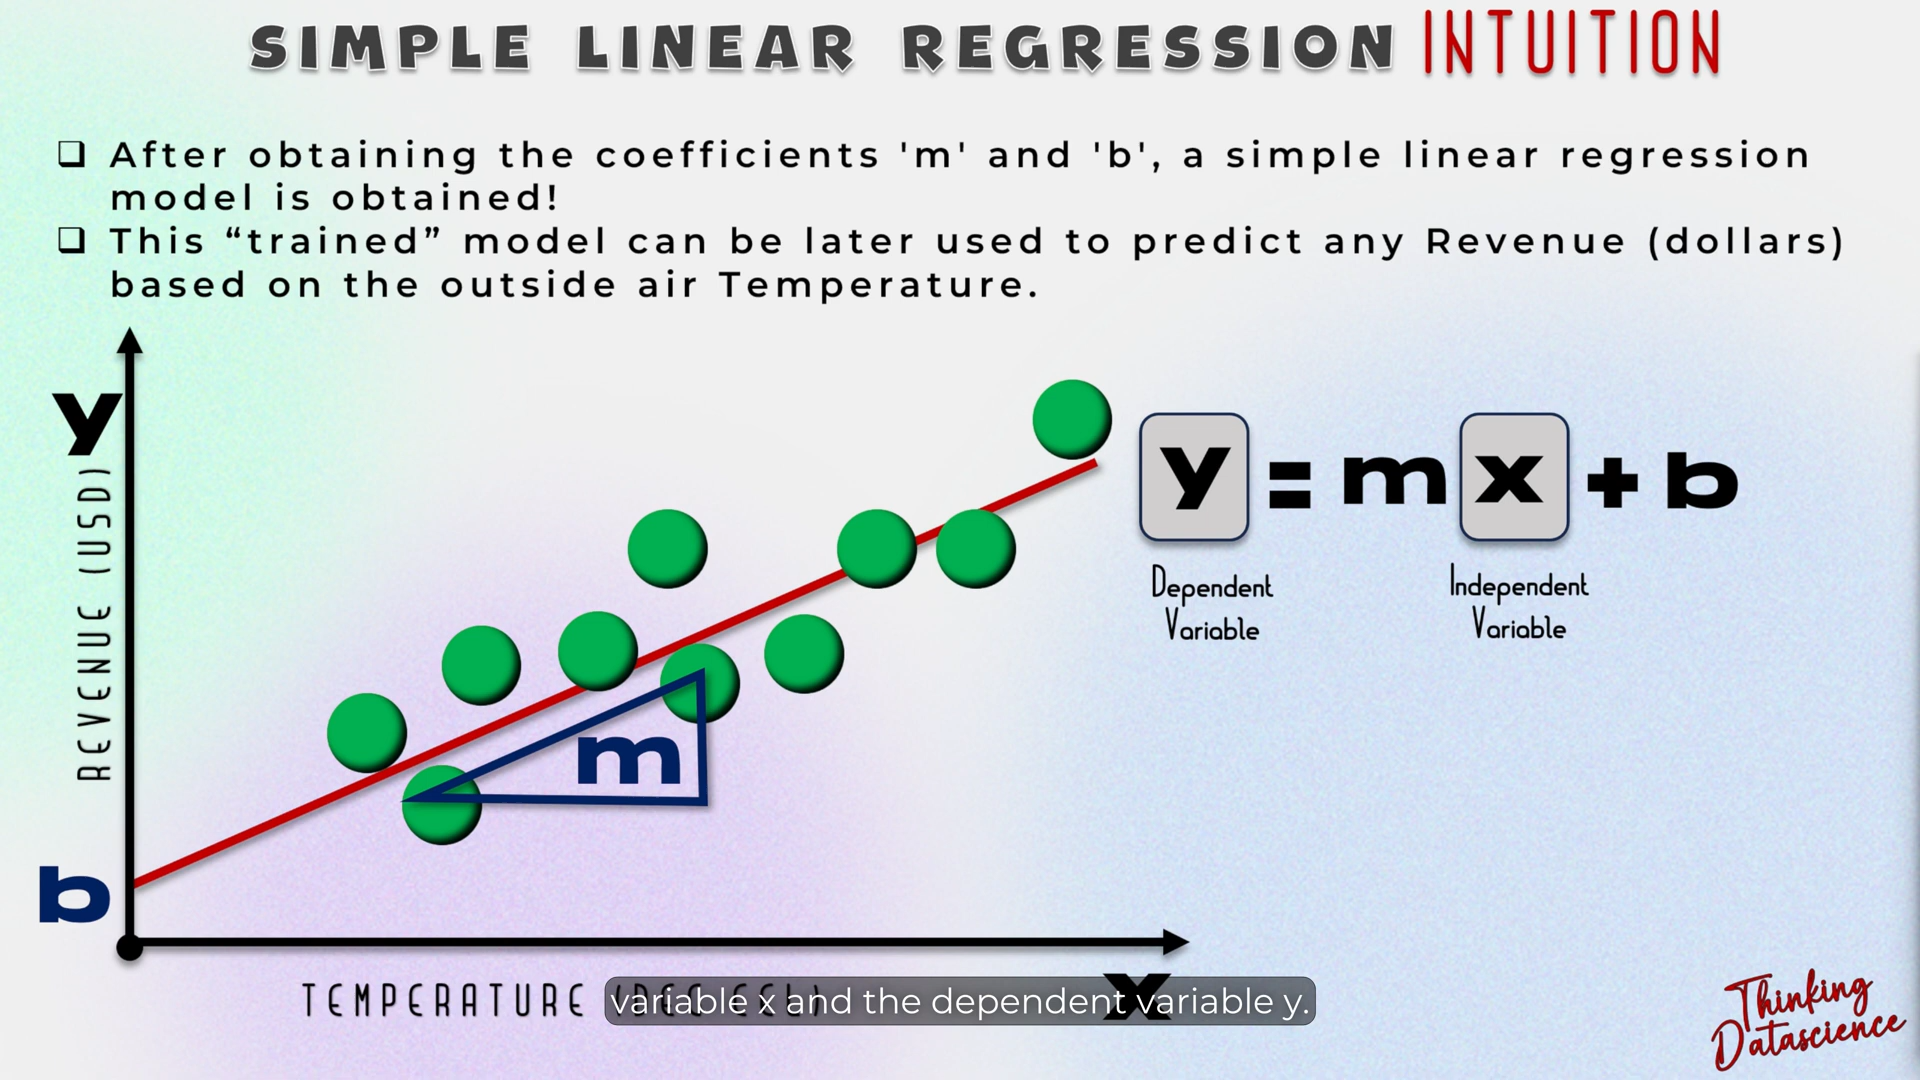 SIMPLE LINEAR REGRESSION INTUITION
❑ After obtaining the coefficients 'm' and 'b', a simple linear regression
model is obtained!
❑ This “trained” model can be later used to predict any Revenue (dollars)
based on the outside air Temperature.
y
REVENUE (USD)
y = mx + b
Dependent
Variable
Independent
Variable
m
b
x
TEMPERATURE
variable x and the dependent variable y.
Thinking
Datascience